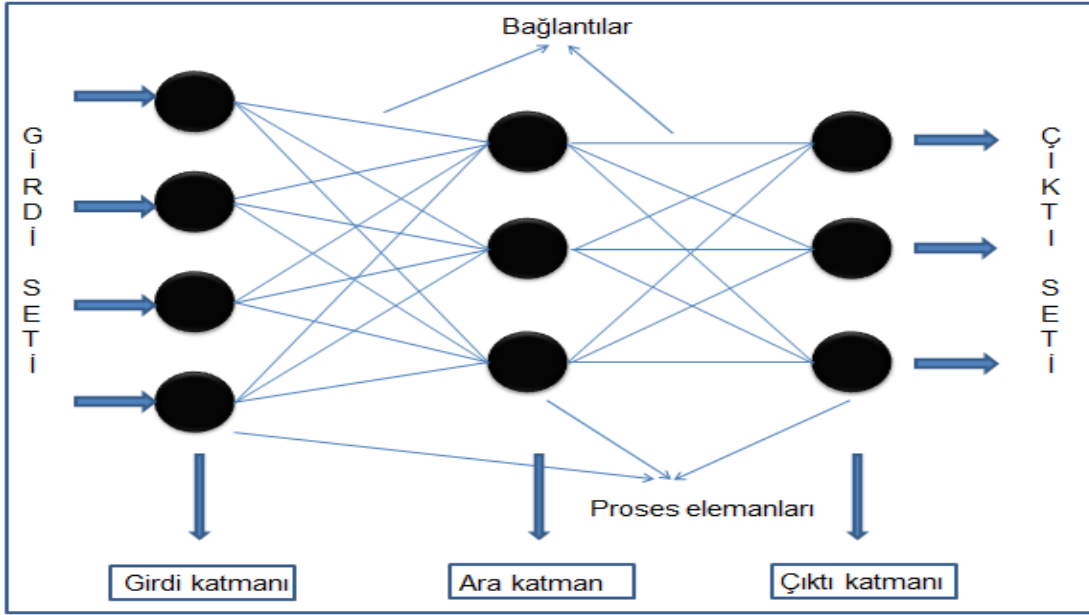 Bağlantılar
GİRDİ SETİ
ÇIKTI SETİ
Proses elemanları
Girdi katmanı
Ara katman
Çıktı katmanı